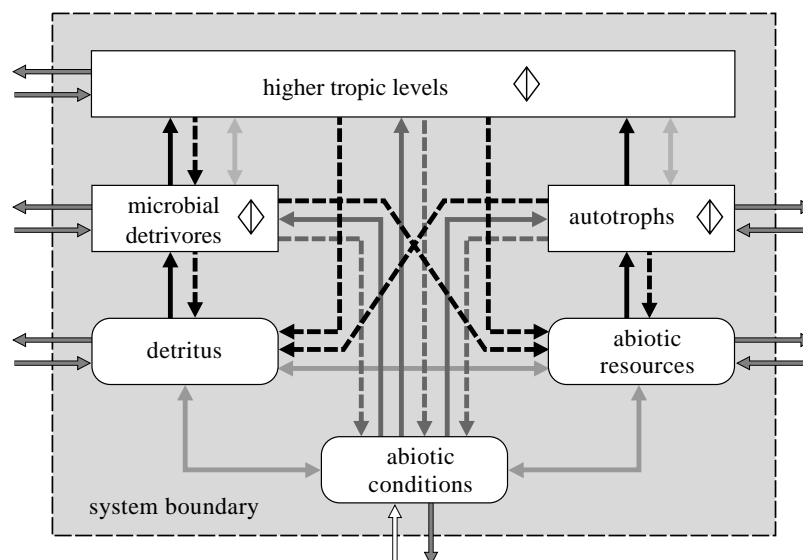 higher tropic levels
microbial
detrivores
autotrophs
detritus
abiotic
resources
abiotic
conditions
system boundary